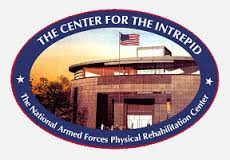 THE CENTER FOR THE INTREPID
The National Armed Forces Physical Rehabilitation Center